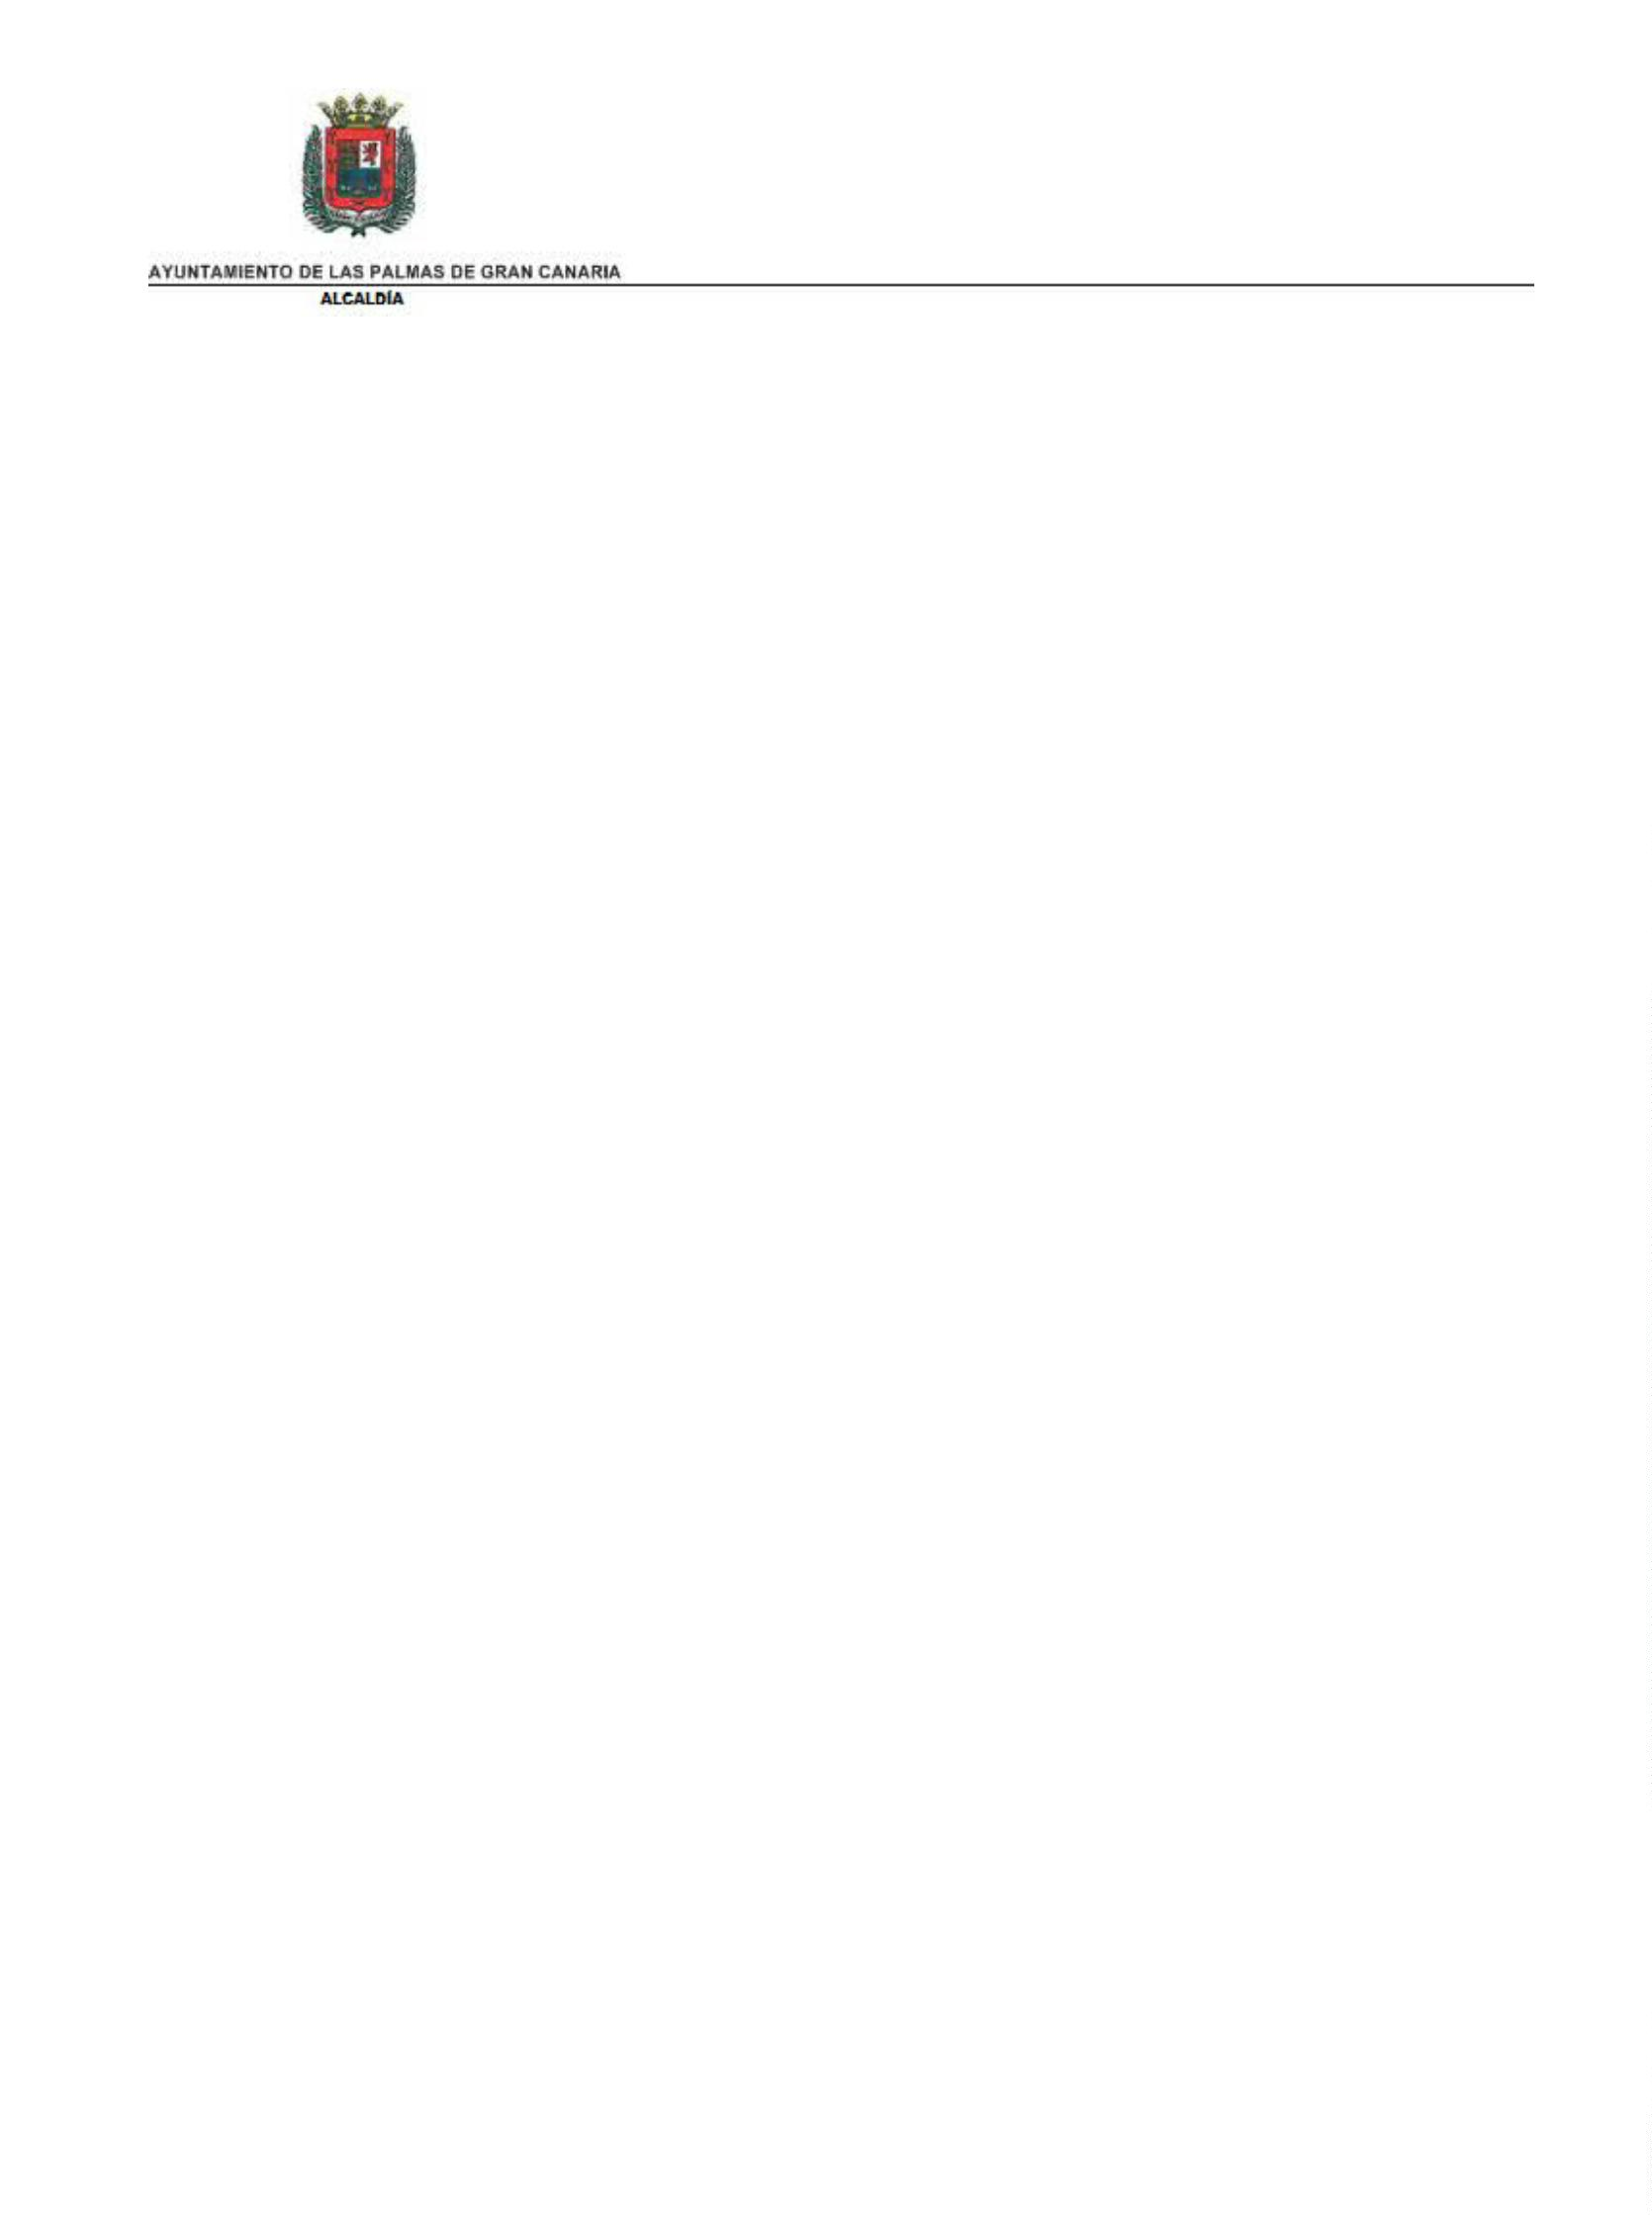 AYUNTAMIENTO DE LAS PALMAS DE GRAN CANARIA
ALCALDÍA